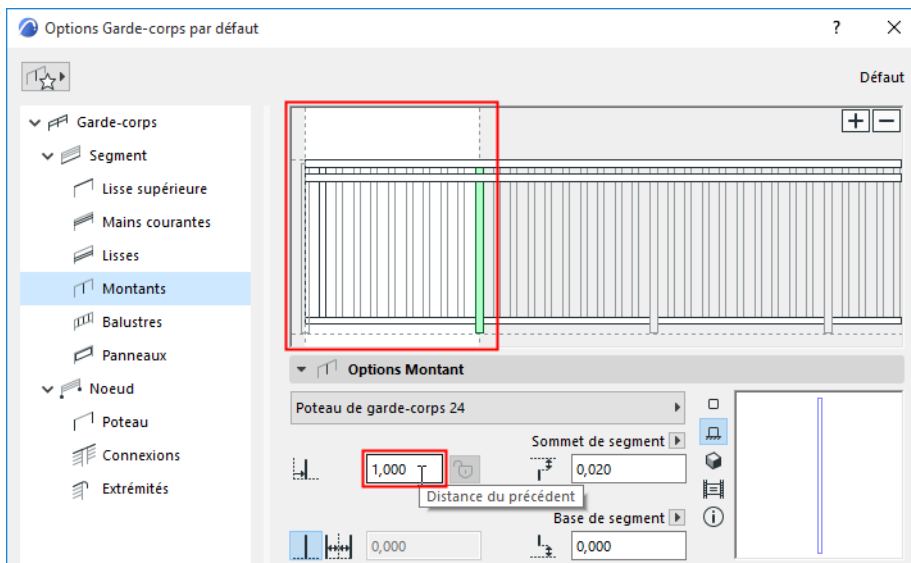 Options Garde-corps par défaut
?
Défaut
Garde-corps
Segment
Lisse supérieure
Mains courantes
Lisses
Montants
Balustres
Panneaux
Noeud
Poteau
Connexions
Extrémités
Options Montant
Poteau de garde-corps 24
Sommet de segment
1,000
0,020
Distance du précédent
Base de segment
0,000
0,000